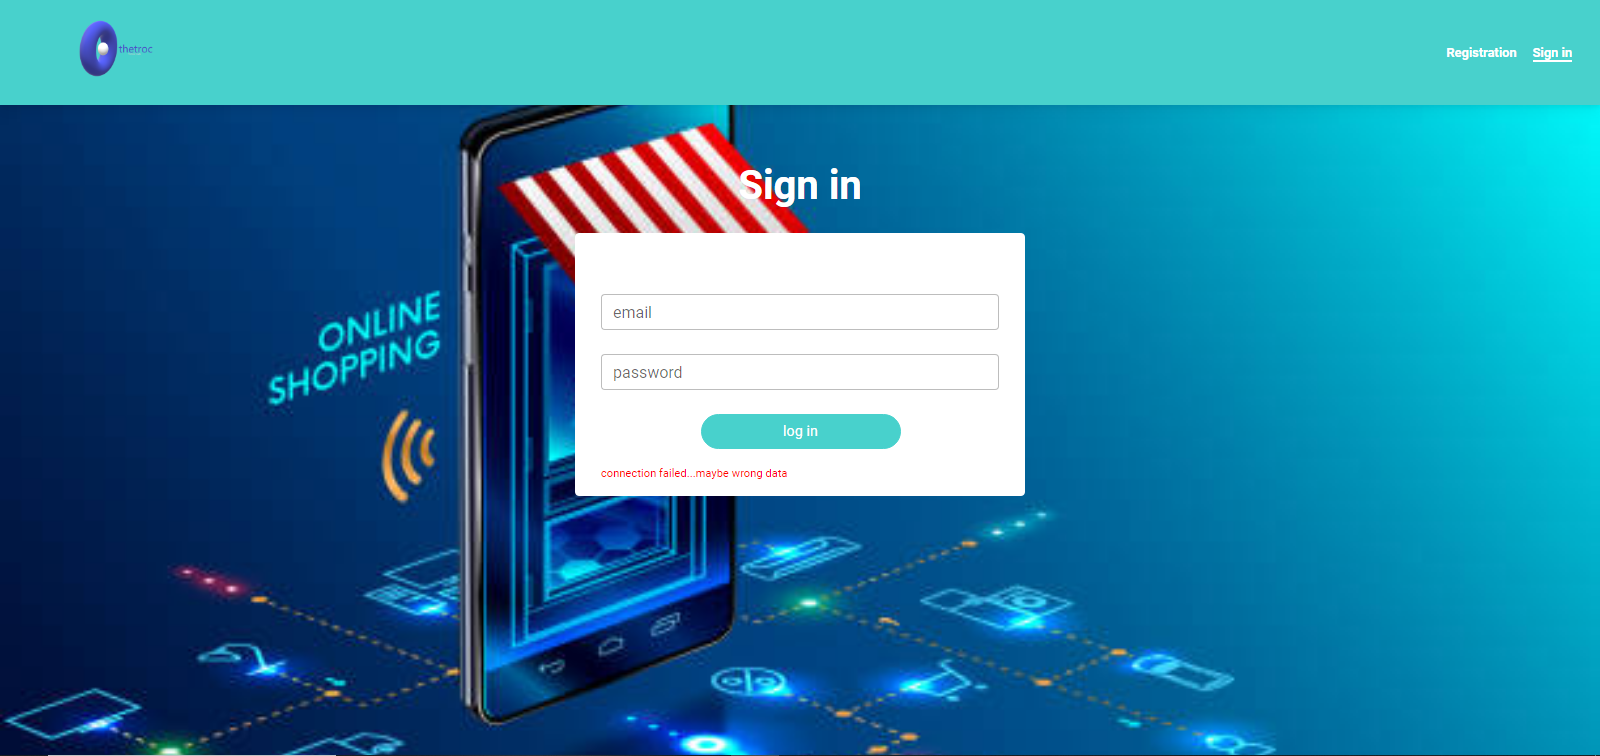 thetroc
Registration Sign in
Sign in
ONLINE
SHOPPING
email
password
log in
connection failed...maybe wrong data